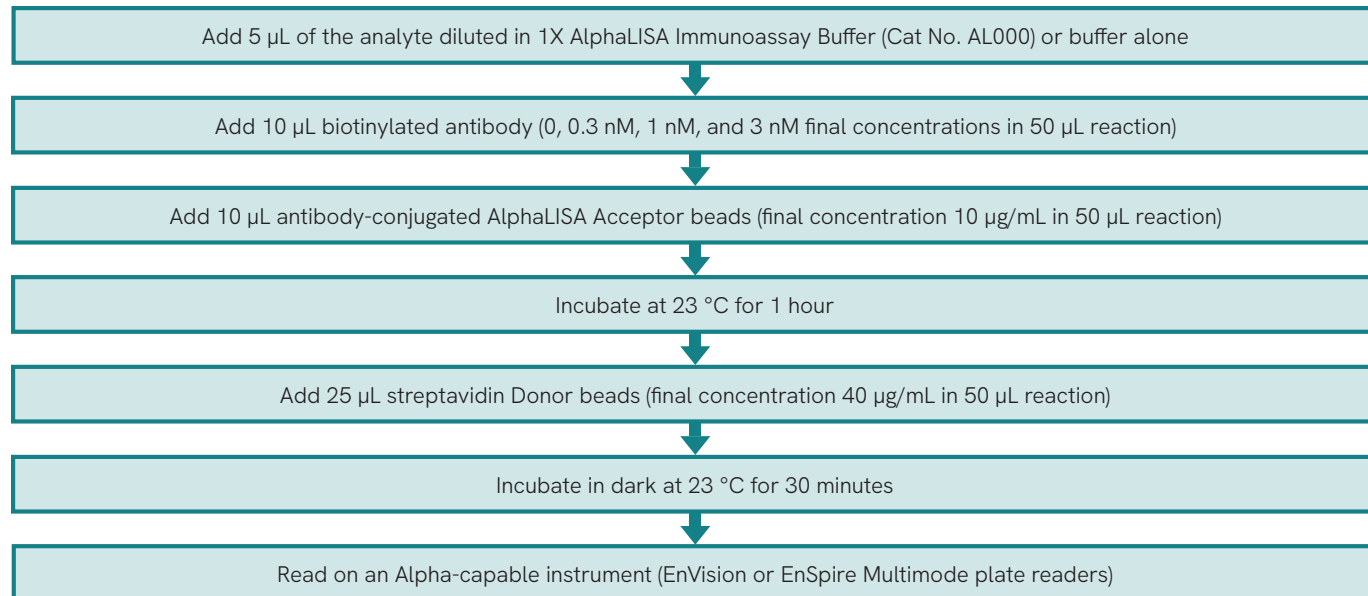 Add 5 µL of the analyte diluted in 1X AlphaLISA Immunoassay Buffer (Cat No. AL000) or buffer alone
Add 10 µL biotinylated antibody (0, 0.3 nM, 1 nM, and 3 nM final concentrations in 50 µL reaction)
Add 10 µL antibody-conjugated AlphaLISA Acceptor beads (final concentration 10 µg/mL in 50 µL reaction)
Incubate at 23 °C for 1 hour
Add 25 µL streptavidin Donor beads (final concentration 40 µg/mL in 50 µL reaction)
Incubate in dark at 23 °C for 30 minutes
Read on an Alpha-capable instrument (EnVision or EnSpire Multimode plate readers)